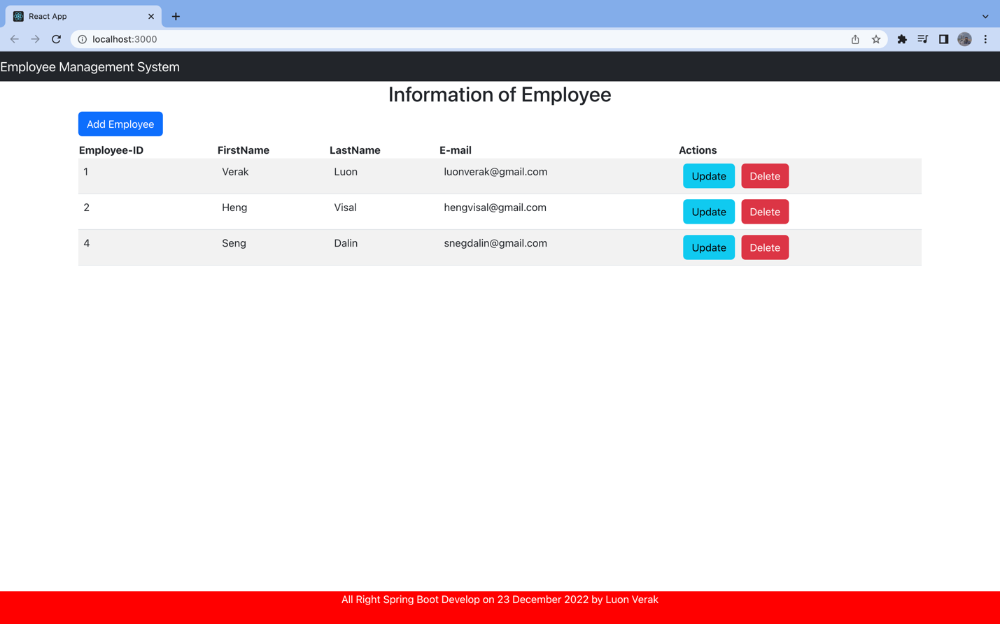 React App
localhost:3000
Employee Management System
Information of Employee
Add Employee
Employee-ID FirstName LastName E-mail Actions
1 Verak Luon luonverak@gmail.com Update Delete
2 Heng Visal hengvisal@gmail.com Update Delete
4 Seng Dalin snegdalin@gmail.com Update Delete
All Right Spring Boot Develop on 23 December 2022 by Luon Verak